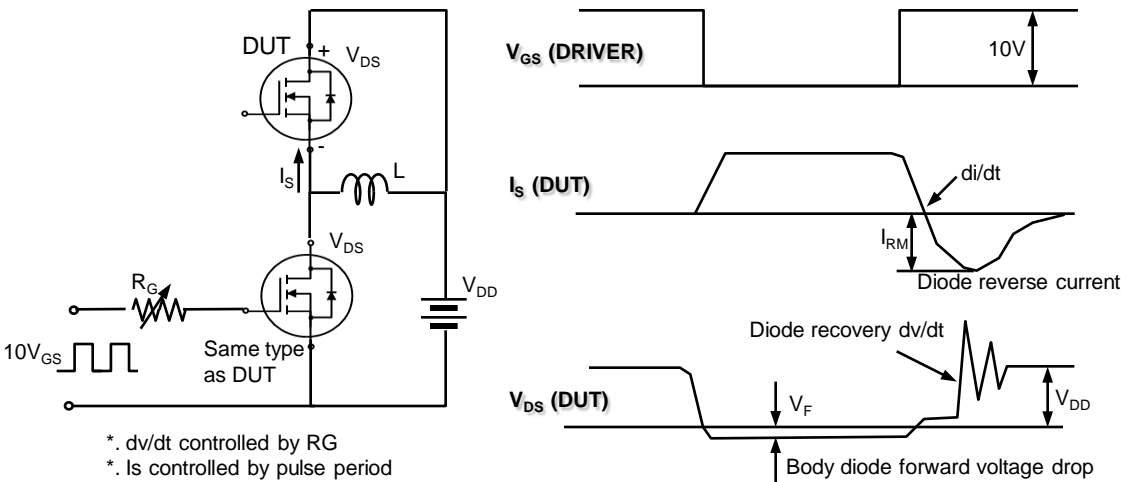 DUT
+
V_DS
-
I_S
L
V_DS
R_G
V_DD
10V_GS
Same type
as DUT
*. dv/dt controlled by RG
*. Is controlled by pulse period
V_GS (DRIVER)
10V
I_S (DUT)
di/dt
I_RM
Diode reverse current
Diode recovery dv/dt
V_DS (DUT)
V_F
V_DD
Body diode forward voltage drop